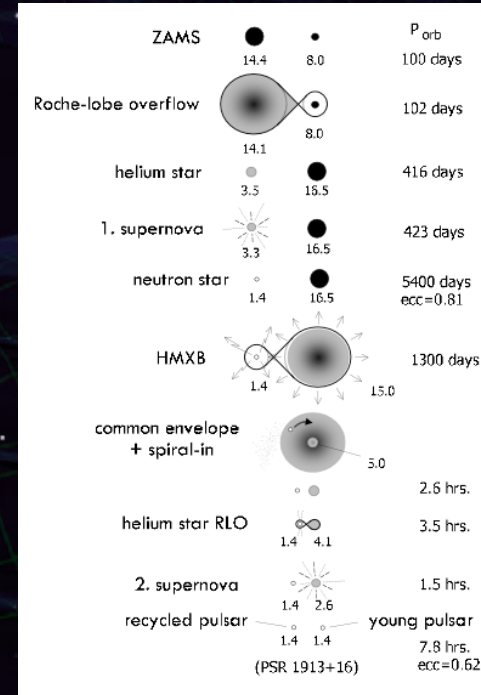 ZAMS
P orb
14.4 8.0 100 days
Roche-lobe overflow 102 days
8.0
14.1
helium star 416 days
3.5 16.5
1. supernova 423 days
3.3 16.5
neutron star 5400 days
1.4 16.5 ecc=0.81
HMXB 1300 days
1.4
15.0
common envelope
+ spiral-in
5.0
2.6 hrs.
helium star RLO 3.5 hrs.
1.4 4.1
2. supernova 1.5 hrs.
1.4 2.6
recycled pulsar young pulsar
1.4 1.4 7.8 hrs.
(PSR 1913+16) ecc=0.62